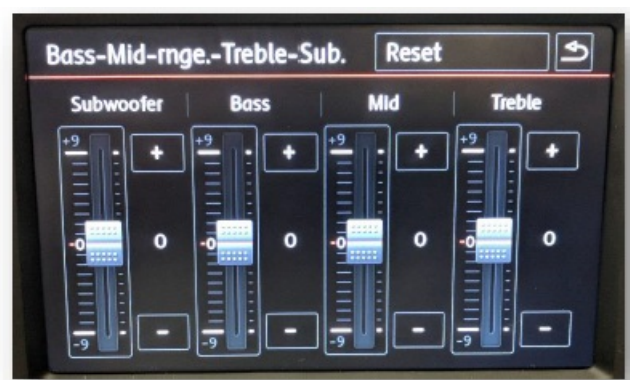 Bass-Mid-rnge.-Treble-Sub. Reset
Subwoofer Bass Mid Treble
+9 + +9 + +9 + +9 +
-0 0 -0 0 -0 0 -0 0
-9 - -9 - -9 - -9 -